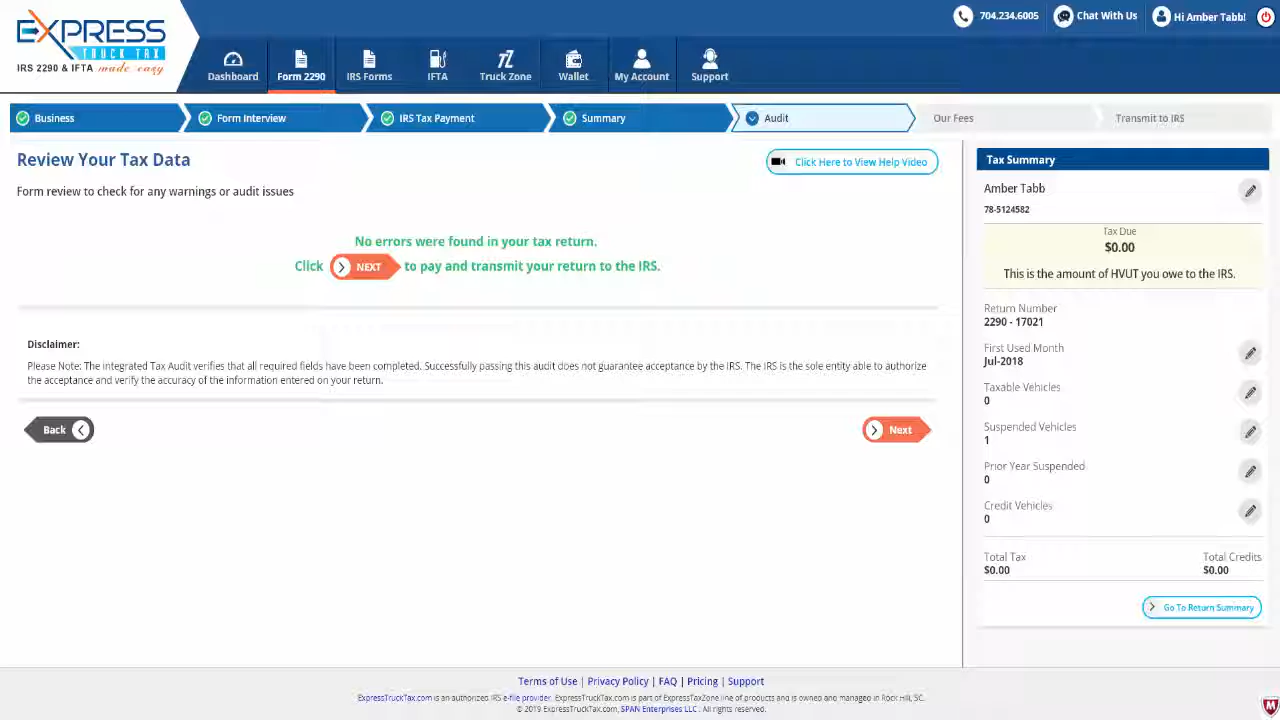 EXPRESS
TRUCK TAX
IRS 2290 & IFTA made easy
704.234.6005
Chat With Us
Hi Amber Tabb!
Dashboard
Form 2290
IRS Forms
IFTA
TZ
Truck Zone
Wallet
My Account
Support
Business
Form Interview
IRS Tax Payment
Summary
Audit
Our Fees
Transmit to IRS
Review Your Tax Data
Click Here to View Help Video
Form review to check for any warnings or audit issues
No errors were found in your tax return.
Click NEXT to pay and transmit your return to the IRS.
Disclaimer:
Please Note: The integrated Tax Audit verifies that all required fields have been completed. Successfully passing this audit does not guarantee acceptance by the IRS. The IRS is the sole entity able to authorize
the acceptance and verify the accuracy of the information entered on your return.
Back
Next
Tax Summary
Amber Tabb
78-5124582
Tax Due
$0.00
This is the amount of HVUT you owe to the IRS.
Return Number
2290 - 17021
First Used Month
Jul-2018
Taxable Vehicles
0
Suspended Vehicles
1
Prior Year Suspended
0
Credit Vehicles
0
Total Tax Total Credits
$0.00 $0.00
Go To Return Summary
Terms of Use | Privacy Policy | FAQ | Pricing | Support
ExpressTruckTax.com is an authorized IRS e-file provider. ExpressTruckTax.com is part of ExpressTaxZone line of products and is owned and managed in Rock Hill, SC.
© 2019 ExpressTruckTax.com, SPAN Enterprises LLC. All rights reserved.